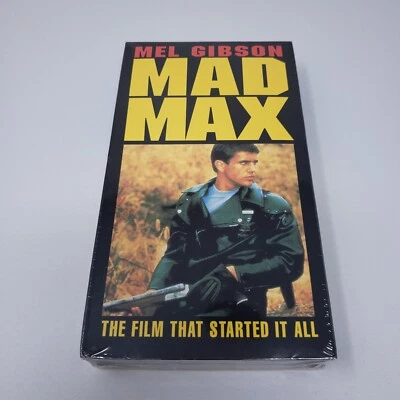 MEL GIBSON
MAD
MAX
THE FILM THAT STARTED IT ALL